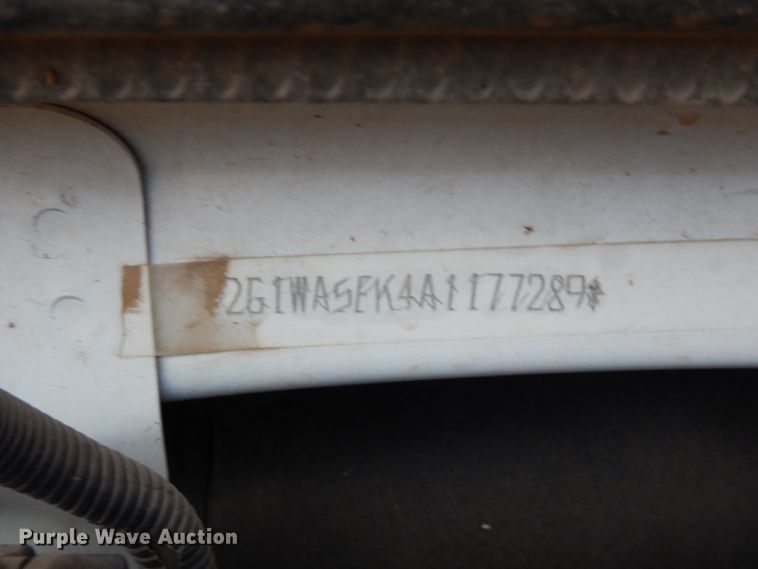 2G1WA5EK4A1177289*
Purple Wave Auction®